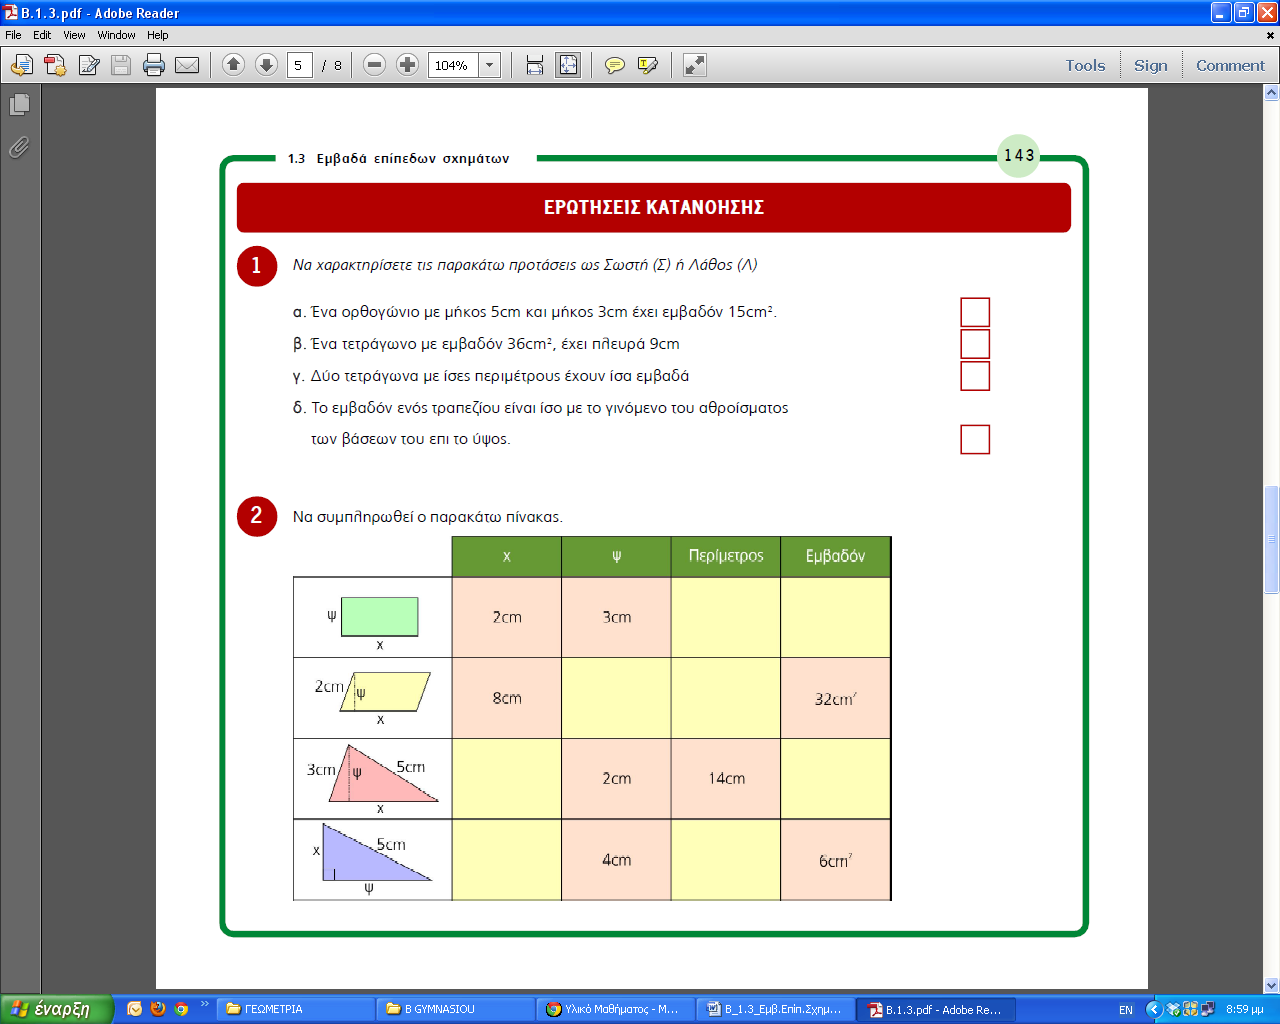 B.1.3.pdf - Adobe Reader
File Edit View Window Help
5 / 8 104% Tools Sign Comment
1.3 Εμβαδά επίπεδων σχημάτων
143
ΕΡΩΤΗΣΕΙΣ ΚΑΤΑΝΟΗΣΗΣ
1 Να χαρακτηρίσετε τις παρακάτω προτάσεις ως Σωστή (Σ) ή Λάθος (Λ)
α. Ένα ορθογώνιο με μήκος 5cm και μήκος 3cm έχει εμβαδόν 15cm².
β. Ένα τετράγωνο με εμβαδόν 36cm², έχει πλευρά 9cm
γ. Δύο τετράγωνα με ίσες περιμέτρους έχουν ίσα εμβαδά
δ. Το εμβαδόν ενός τραπεζίου είναι ίσο με το γινόμενο του αθροίσματος
των βάσεων του επι το ύψος.
2 Να συμπληρωθεί ο παρακάτω πίνακας.
x ψ Περίμετρος Εμβαδόν
ψ x 2cm 3cm
2cm ψ x 8cm 32cm²
3cm ψ 5cm x 2cm 14cm
x 5cm ψ 4cm 6cm²
έναρξη ΓΕΩΜΕΤΡΙΑ B GYMNASIOU Υλικό Μαθήματος - M... B_1.3_Εμβ.Επίπ.Σχημ... B.1.3.pdf - Adobe Re... EN 8:59 μμ